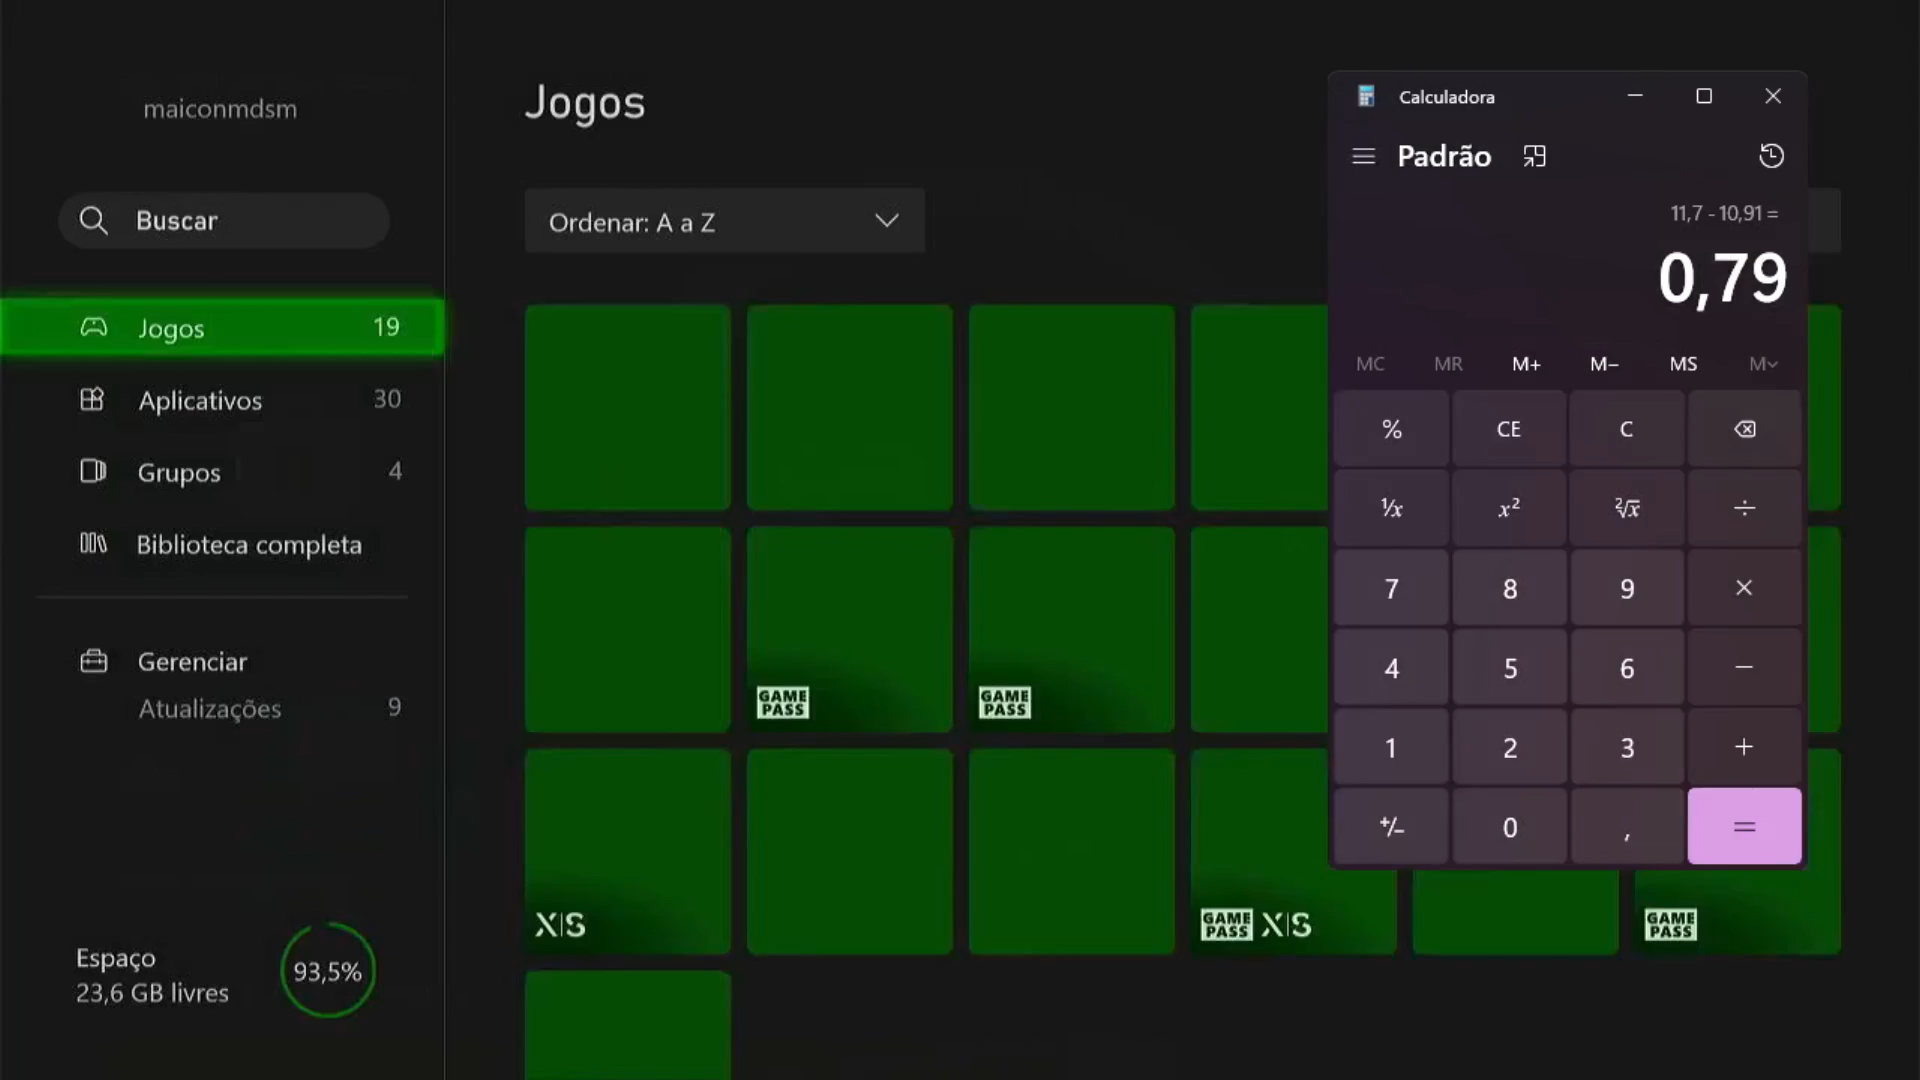 maiconmdsm
Buscar
Jogos 19
Aplicativos 30
Grupos 4
Biblioteca completa
Gerenciar
Atualizações 9
Espaço
23,6 GB livres
93,5%
Jogos
Ordenar: A a Z
GAME
PASS
GAME
PASS
X|S
GAME
PASS
X|S
GAME
PASS
Calculadora
Padrão
11,7 - 10,91 =
0,79
MC MR M+ M− MS M
% CE C
⅟x x² ²√x ÷
7 8 9 ×
4 5 6 −
1 2 3 +
+/− 0 , =